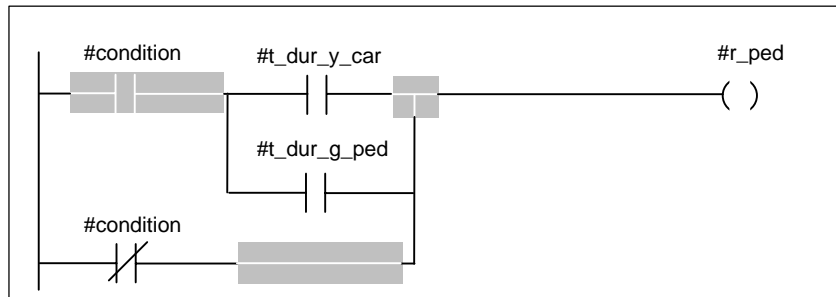 #condition
#t_dur_y_car
#r_ped
#t_dur_g_ped
#condition